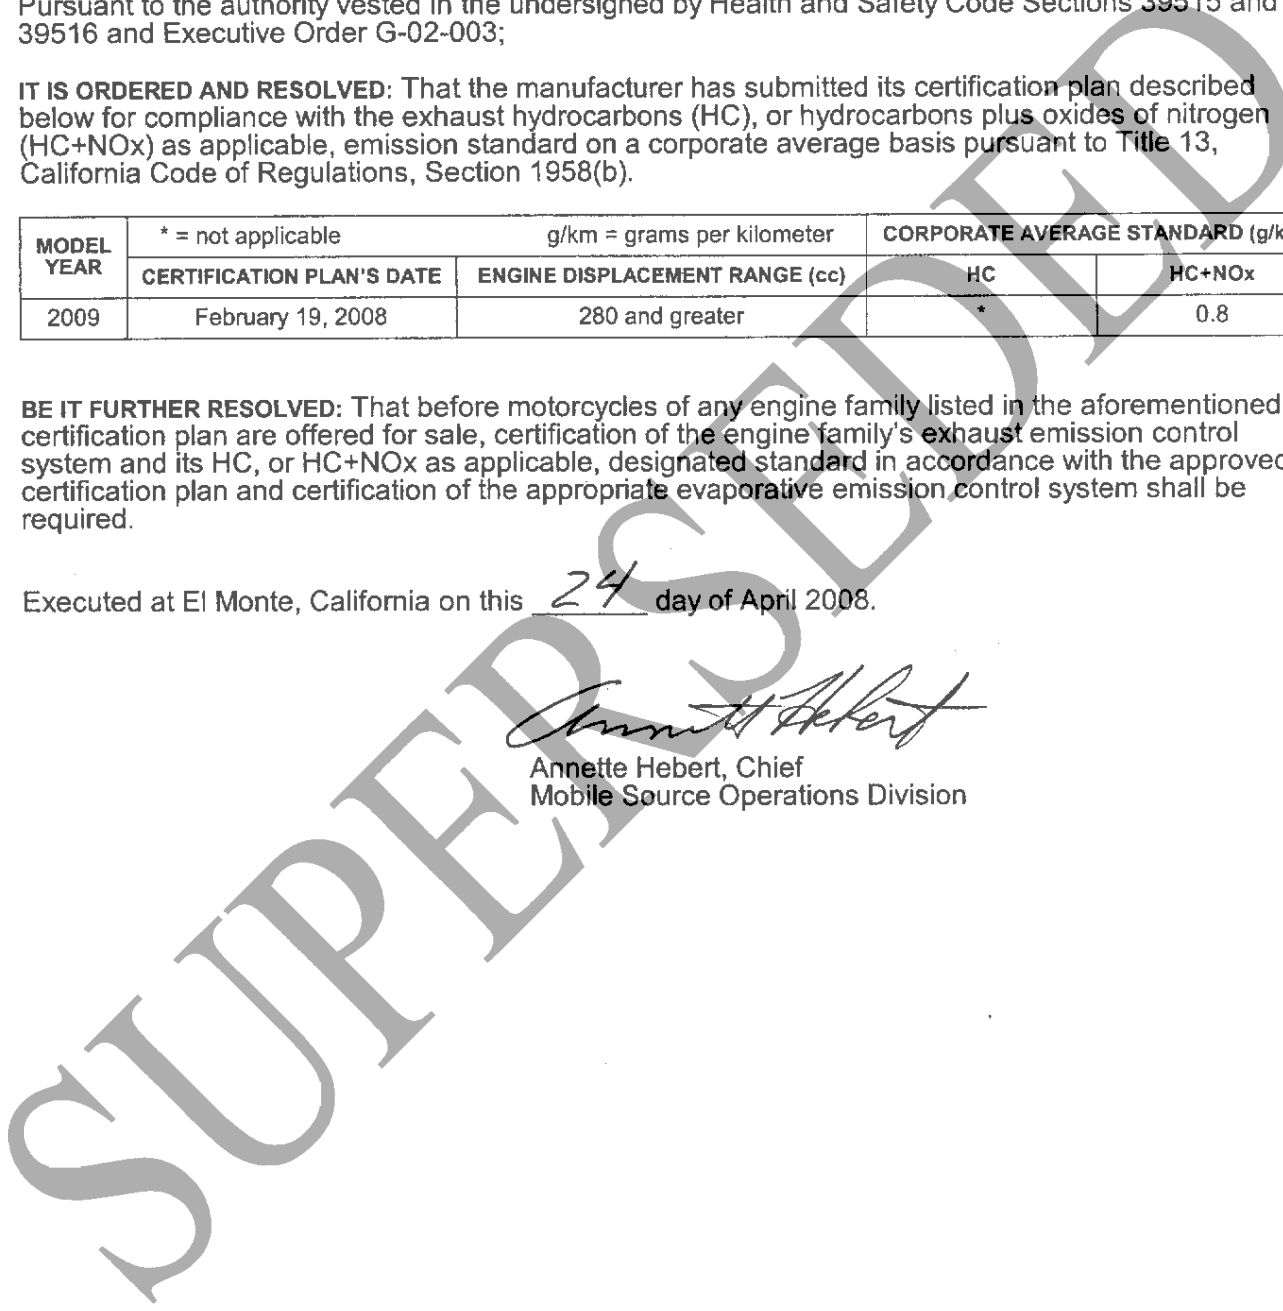 Pursuant to the authority vested in the undersigned by Health and Safety Code Sections 39515 and
39516 and Executive Order G-02-003;
IT IS ORDERED AND RESOLVED: That the manufacturer has submitted its certification plan described
below for compliance with the exhaust hydrocarbons (HC), or hydrocarbons plus oxides of nitrogen
(HC+NOx) as applicable, emission standard on a corporate average basis pursuant to Title 13,
California Code of Regulations, Section 1958(b).
MODEL YEAR
* = not applicable g/km = grams per kilometer CORPORATE AVERAGE STANDARD (g/k
CERTIFICATION PLAN'S DATE ENGINE DISPLACEMENT RANGE (cc) HC HC+NOx
2009 February 19, 2008 280 and greater * 0.8
BE IT FURTHER RESOLVED: That before motorcycles of any engine family listed in the aforementioned
certification plan are offered for sale, certification of the engine family's exhaust emission control
system and its HC, or HC+NOx as applicable, designated standard in accordance with the approved
certification plan and certification of the appropriate evaporative emission control system shall be
required.
Executed at El Monte, California on this 24 day of April 2008.
Annette Hebert
Annette Hebert, Chief
Mobile Source Operations Division
SUPERSEDED